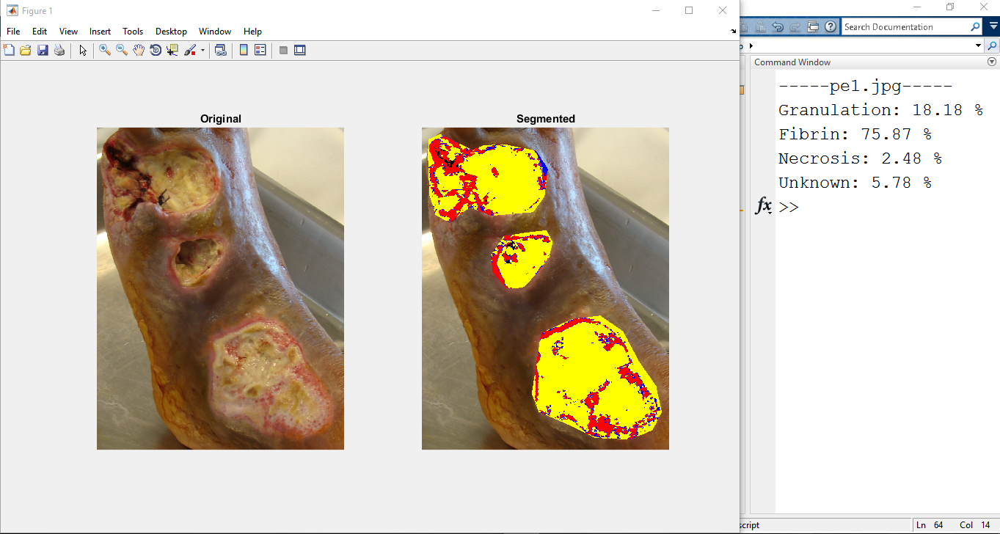 Figure 1
File Edit View Insert Tools Desktop Window Help
Search Documentation
Command Window
Original
Segmented
-----pe1.jpg-----
Granulation: 18.18 %
Fibrin: 75.87 %
Necrosis: 2.48 %
Unknown: 5.78 %
fx >>
script
Ln 64 Col 14